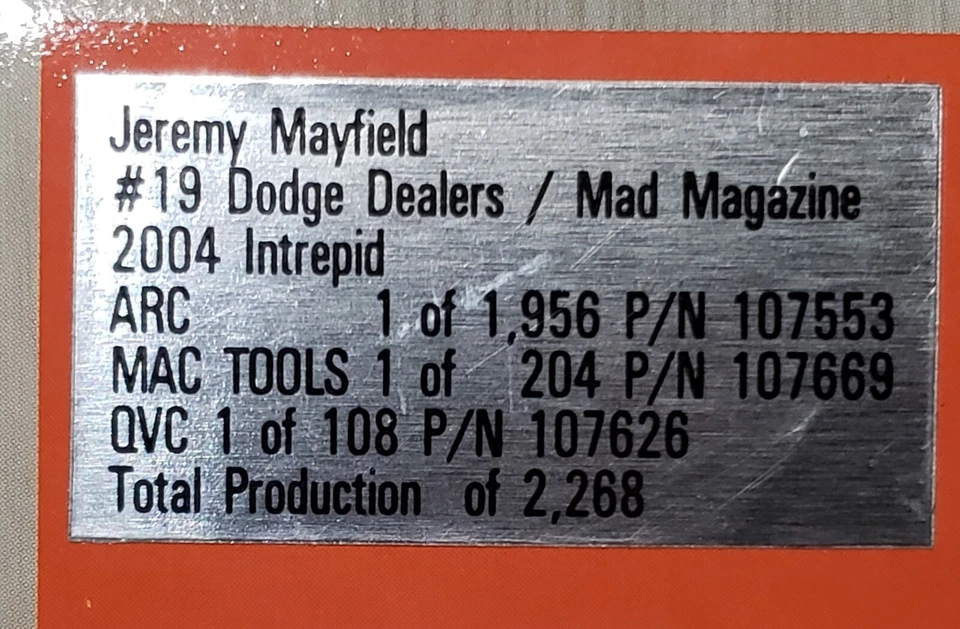 Jeremy Mayfield
#19 Dodge Dealers / Mad Magazine
2004 Intrepid
ARC 1 of 1,956 P/N 107553
MAC TOOLS 1 of 204 P/N 107669
QVC 1 of 108 P/N 107626
Total Production of 2,268